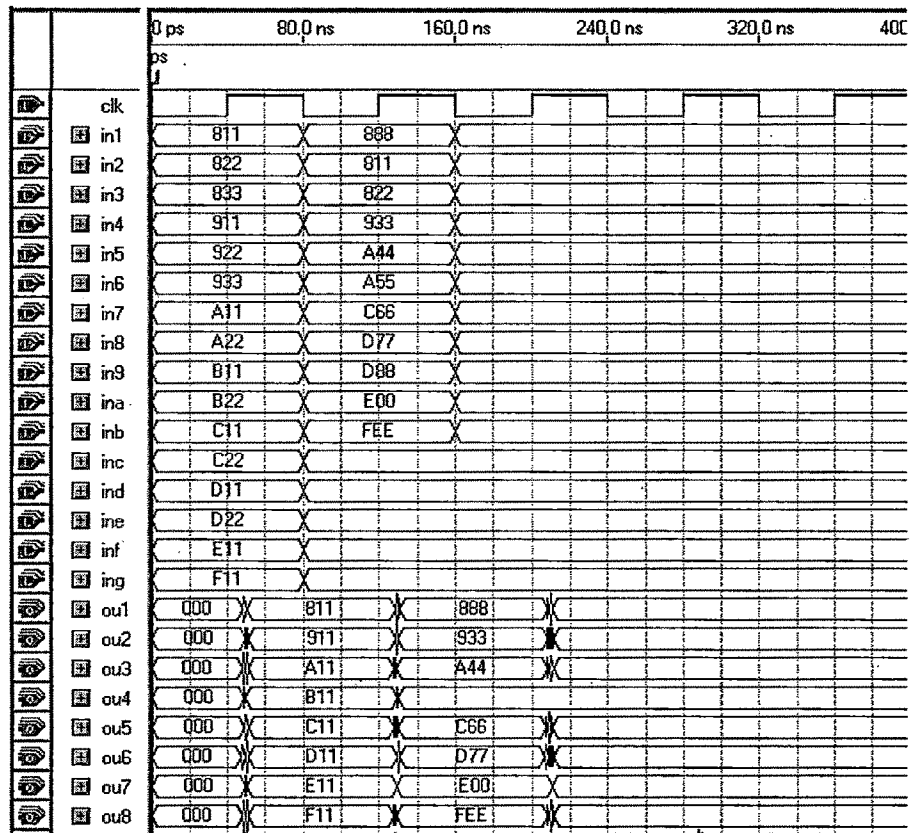 0 ps 80.0 ns 160.0 ns 240.0 ns 320.0 ns 400
ps
clk
in1 811 888
in2 822 811
in3 833 822
in4 911 933
in5 922 A44
in6 933 A55
in7 A11 C66
in8 A22 D77
in9 B11 D88
ina B22 E00
inb C11 FEE
inc C22
ind D11
ine D22
inf E11
ing F11
ou1 000 811 888
ou2 000 911 933
ou3 000 A11 A44
ou4 000 B11
ou5 000 C11 C66
ou6 000 D11 D77
ou7 000 E11 E00
ou8 000 F11 FEE